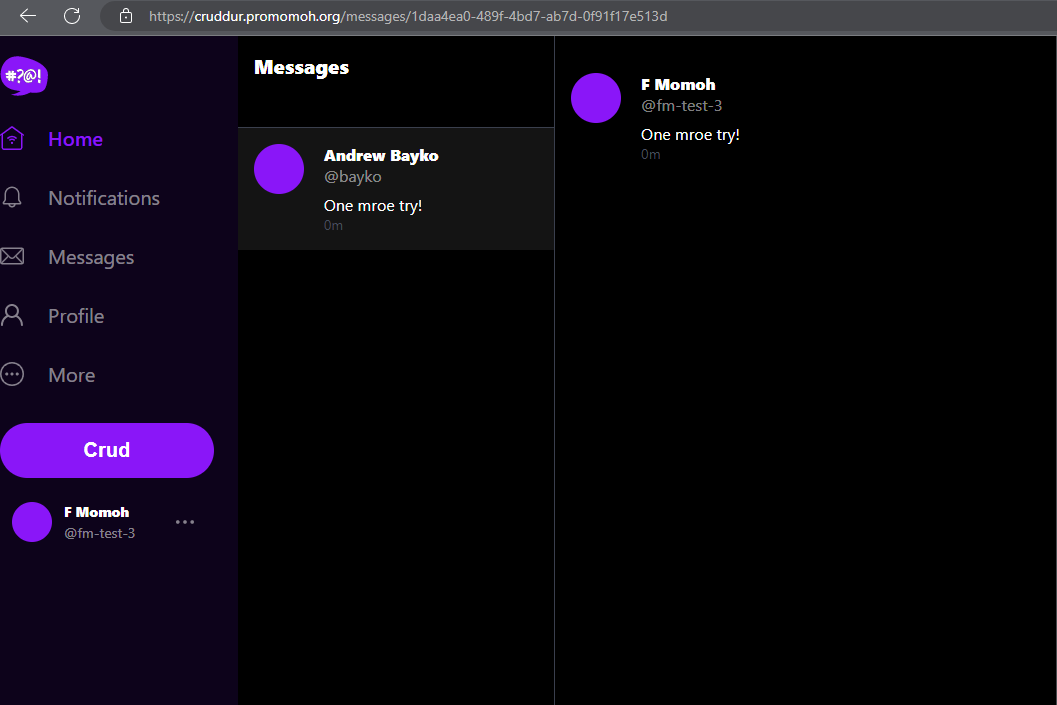 https://cruddur.promomoh.org/messages/1daa4ea0-489f-4bd7-ab7d-0f91f17e513d
#?@!
Home
Notifications
Messages
Profile
More
Crud
F Momoh
@fm-test-3
Messages
Andrew Bayko
@bayko
One mroe try!
0m
F Momoh
@fm-test-3
One mroe try!
0m